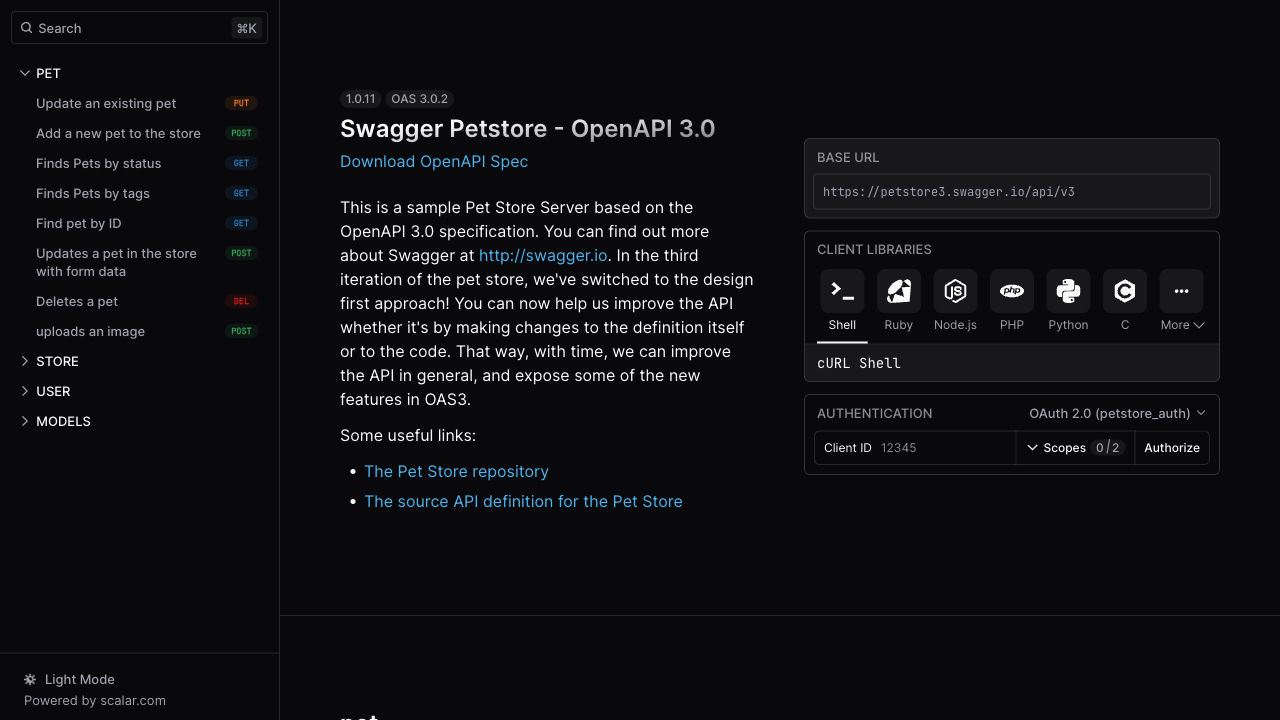 Search ⌘K
PET
Update an existing pet PUT
Add a new pet to the store POST
Finds Pets by status GET
Finds Pets by tags GET
Find pet by ID GET
Updates a pet in the store POST
with form data
Deletes a pet DEL
uploads an image POST
STORE
USER
MODELS
Light Mode
Powered by scalar.com
1.0.11 OAS 3.0.2
Swagger Petstore - OpenAPI 3.0
Download OpenAPI Spec
This is a sample Pet Store Server based on the
OpenAPI 3.0 specification. You can find out more
about Swagger at http://swagger.io. In the third
iteration of the pet store, we've switched to the design
first approach! You can now help us improve the API
whether it's by making changes to the definition itself
or to the code. That way, with time, we can improve
the API in general, and expose some of the new
features in OAS3.
Some useful links:
• The Pet Store repository
• The source API definition for the Pet Store
BASE URL
https://petstore3.swagger.io/api/v3
CLIENT LIBRARIES
JS php C
Shell Ruby Node.js PHP Python C More
cURL Shell
AUTHENTICATION OAuth 2.0 (petstore_auth)
Client ID 12345 Scopes 0/2 Authorize
pet